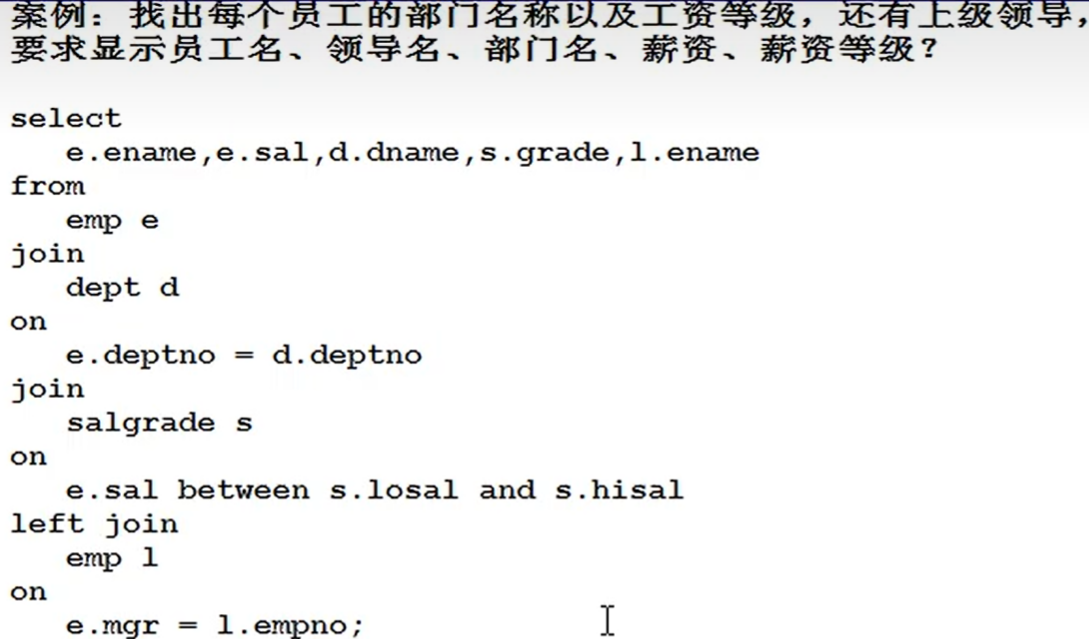 案例：找出每个员工的部门名称以及工资等级，还有上级领导，
要求显示员工名、领导名、部门名、薪资、薪资等级？
select
e.ename,e.sal,d.dname,s.grade,l.ename
from
emp e
join
dept d
on
e.deptno = d.deptno
join
salgrade s
on
e.sal between s.losal and s.hisal
left join
emp l
on
e.mgr = l.empno;